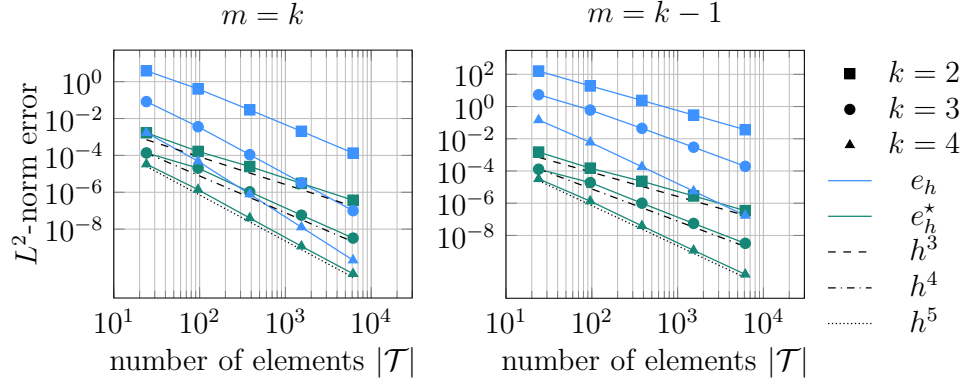 m = k
m = k − 1
L²-norm error
10⁰
10⁻²
10⁻⁴
10⁻⁶
10⁻⁸
10¹ 10² 10³ 10⁴
number of elements |𝒯|
10²
10⁰
10⁻²
10⁻⁴
10⁻⁶
10⁻⁸
10¹ 10² 10³ 10⁴
number of elements |𝒯|
k = 2
k = 3
k = 4
eₕ
eₕ⋆
h³
h⁴
h⁵